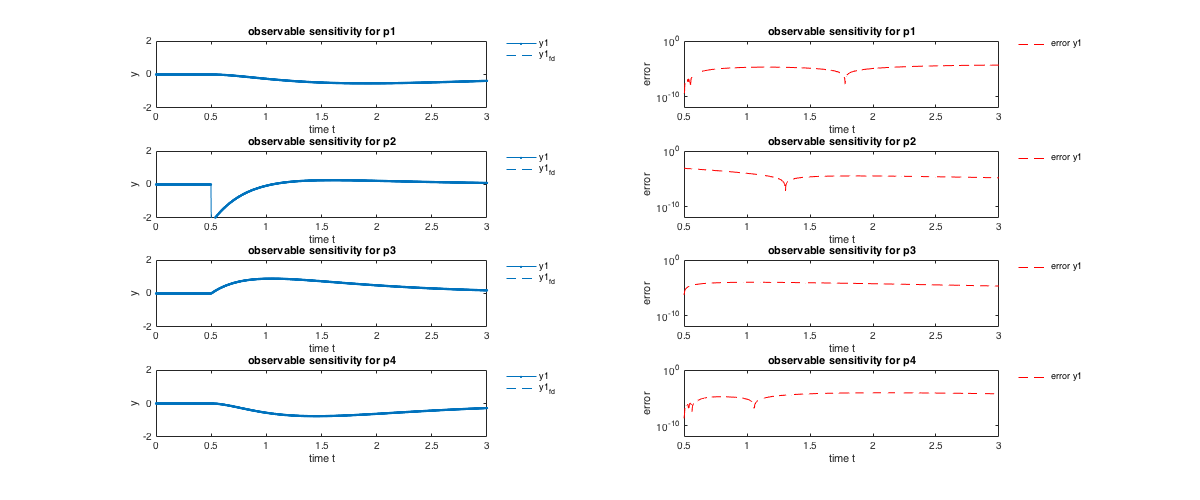 observable sensitivity for p1
2
0
-2
y
0 0.5 1 1.5 2 2.5 3
time t
y1
y1fd
observable sensitivity for p1
10^0
10^-10
error
0.5 1 1.5 2 2.5 3
time t
error y1
observable sensitivity for p2
2
0
-2
y
0 0.5 1 1.5 2 2.5 3
time t
y1
y1fd
observable sensitivity for p2
10^0
10^-10
error
0.5 1 1.5 2 2.5 3
time t
error y1
observable sensitivity for p3
2
0
-2
y
0 0.5 1 1.5 2 2.5 3
time t
y1
y1fd
observable sensitivity for p3
10^0
10^-10
error
0.5 1 1.5 2 2.5 3
time t
error y1
observable sensitivity for p4
2
0
-2
y
0 0.5 1 1.5 2 2.5 3
time t
y1
y1fd
observable sensitivity for p4
10^0
10^-10
error
0.5 1 1.5 2 2.5 3
time t
error y1